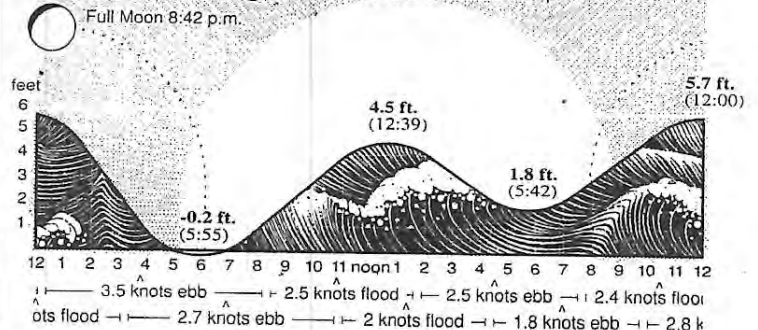 Full Moon 8:42 p.m.
feet
6
5
4
3
2
1
-0.2 ft.
(5:55)
4.5 ft.
(12:39)
1.8 ft.
(5:42)
5.7 ft.
(12:00)
12 1 2 3 4 5 6 7 8 9 10 11 noon 1 2 3 4 5 6 7 8 9 10 11 12
3.5 knots ebb 2.5 knots flood 2.5 knots ebb 2.4 knots
ots flood 2.7 knots ebb 2 knots flood 1.8 knots ebb 2.8 k